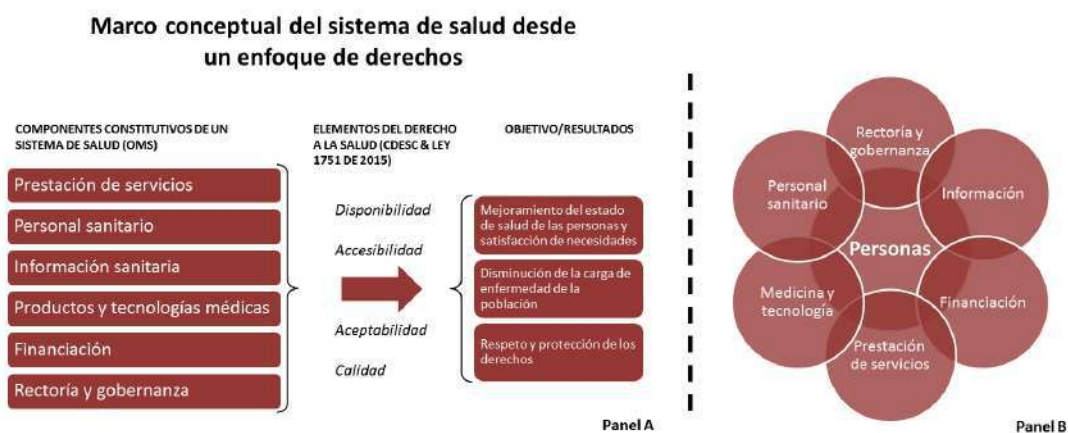 Marco conceptual del sistema de salud desde
un enfoque de derechos
COMPONENTES CONSTITUTIVOS DE UN
SISTEMA DE SALUD (OMS)
Prestación de servicios
Personal sanitario
Información sanitaria
Productos y tecnologías médicas
Financiación
Rectoría y gobernanza
ELEMENTOS DEL DERECHO
A LA SALUD (CDESC & LEY
1751 DE 2015)
Disponibilidad
Accesibilidad
Aceptabilidad
Calidad
OBJETIVO/RESULTADOS
Mejoramiento del estado
de salud de las personas y
satisfacción de necesidades
Disminución de la carga de
enfermedad de la
población
Respeto y protección de los
derechos
Panel A
Rectoría y
gobernanza
Personal
sanitario
Información
Personas
Medicina y
tecnología
Financiación
Prestación
de servicios
Panel B